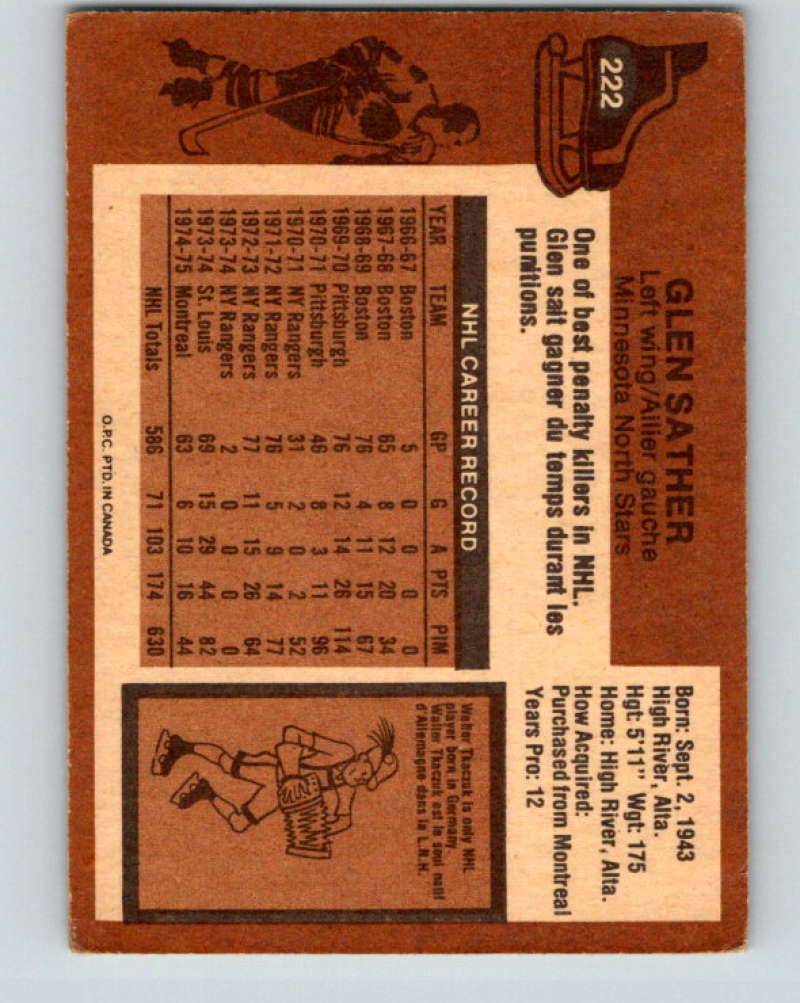 222
GLEN SATHER
Left wing/Ailier gauche
Minnesota North Stars
One of best penalty killers in NHL.
Glen sait gagner du temps durant les
punitions.
Born: Sept. 2, 1943
High River, Alta.
Hgt: 5'11" Wgt: 175
Home: High River, Alta.
How Acquired:
Purchased from Montreal
Years Pro: 12
NHL CAREER RECORD
YEAR TEAM GP G A PTS PIM
1966-67 Boston 5 0 0 0 0
1967-68 Boston 65 8 12 20 34
1968-69 Boston 76 4 11 15 67
1969-70 Pittsburgh 76 12 14 26 114
1970-71 Pittsburgh 46 8 3 11 96
1970-71 NY Rangers 31 2 0 2 52
1971-72 NY Rangers 76 5 9 14 77
1972-73 NY Rangers 77 11 15 26 64
1973-74 NY Rangers 2 0 0 0 0
1973-74 St. Louis 69 15 29 44 82
1974-75 Montreal 63 6 10 16 44
NHL Totals 586 71 103 174 630
Walter Tkaczuk is only NHL
player born in Germany.
Walter Tkaczuk est le seul natif
d'Allemagne dans la L.N.H.
O.P.C. PTD. IN CANADA